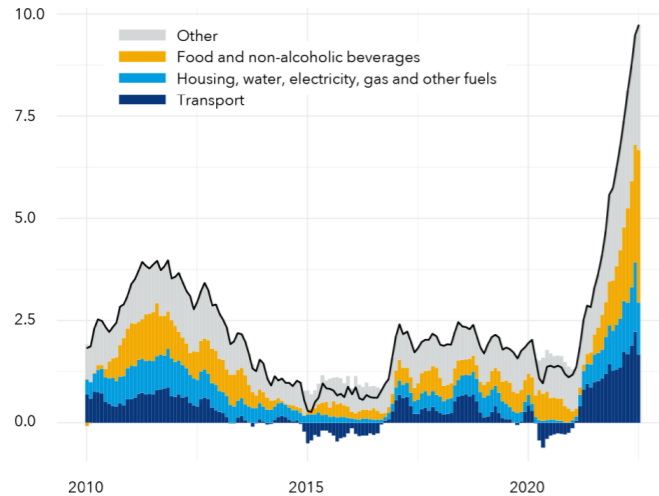 10.0
Other
Food and non-alcoholic beverages
Housing, water, electricity, gas and other fuels
Transport
7.5
5.0
2.5
0.0
2010 2015 2020